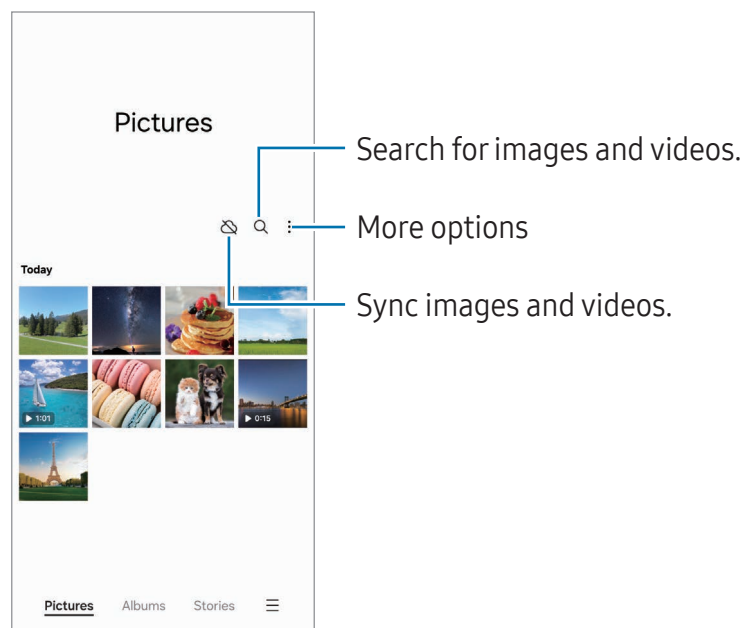 Pictures
Search for images and videos.
More options
Sync images and videos.
Today
1:01
0:15
Pictures Albums Stories